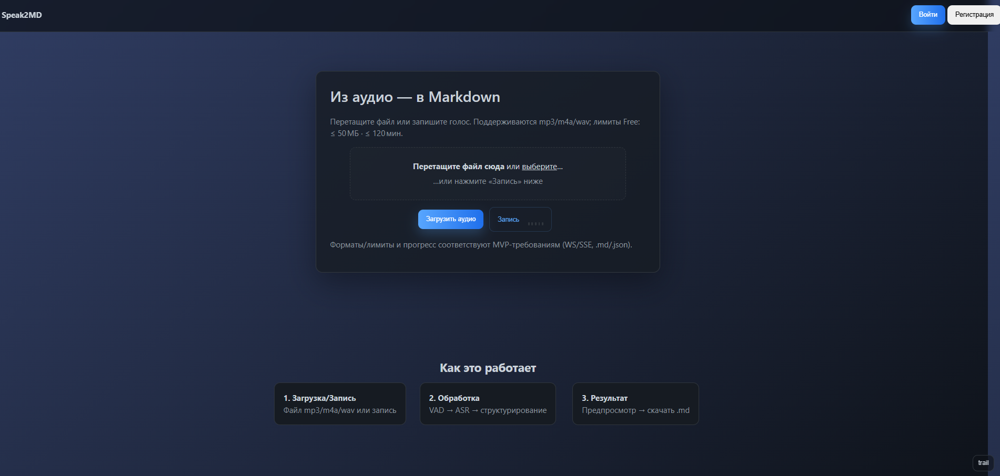 Speak2MD
Войти
Регистрация
Из аудио — в Markdown
Перетащите файл или запишите голос. Поддерживаются mp3/m4a/wav; лимиты Free:
≤ 50 МБ · ≤ 120 мин.
Перетащите файл сюда или выберите...
...или нажмите «Запись» ниже
Загрузить аудио
Запись
Форматы/лимиты и прогресс соответствуют MVP-требованиям (WS/SSE, .md/.json).
Как это работает
1. Загрузка/Запись
Файл mp3/m4a/wav или запись
2. Обработка
VAD → ASR → структурирование
3. Результат
Предпросмотр → скачать .md
trail